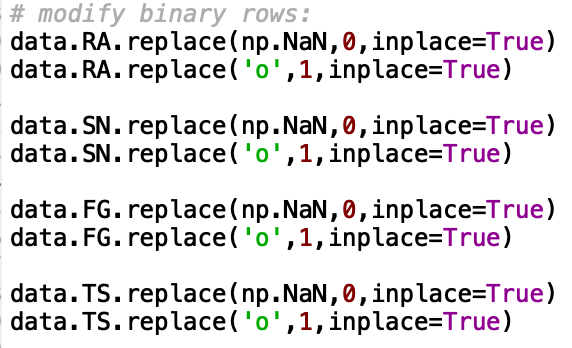 # modify binary rows:
data.RA.replace(np.NaN,0,inplace=True)
data.RA.replace('o',1,inplace=True)
data.SN.replace(np.NaN,0,inplace=True)
data.SN.replace('o',1,inplace=True)
data.FG.replace(np.NaN,0,inplace=True)
data.FG.replace('o',1,inplace=True)
data.TS.replace(np.NaN,0,inplace=True)
data.TS.replace('o',1,inplace=True)